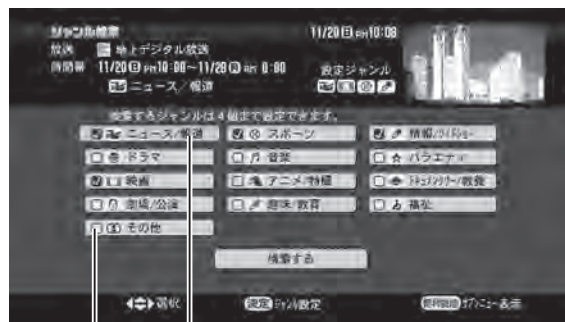 ジャンル検索
11/20(日)PM10:08
放送 地上デジタル放送
時間帯 11/20(日)PM10:00~11/28(月)AM 0:00 設定ジャンル
ニュース/報道
検索するジャンルは4個まで設定できます。
ニュース/報道 スポーツ 情報/ワイドショー
ドラマ 音楽 バラエティ
映画 アニメ/特撮 ドキュメンタリー/教養
劇場/公演 趣味/教育 福祉
その他
検索する
選択 決定 ジャンル設定 サブメニュー表示